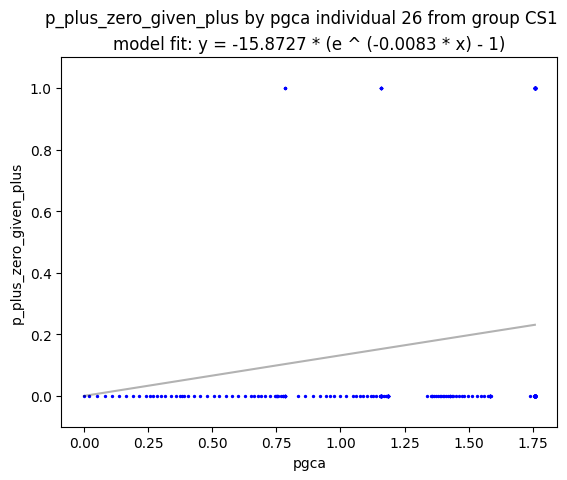 p_plus_zero_given_plus by pgca individual 26 from group CS1
model fit: y = -15.8727 * (e ^ (-0.0083 * x) - 1)
1.0
0.8
0.6
0.4
0.2
0.0
p_plus_zero_given_plus
0.00 0.25 0.50 0.75 1.00 1.25 1.50 1.75
pgca